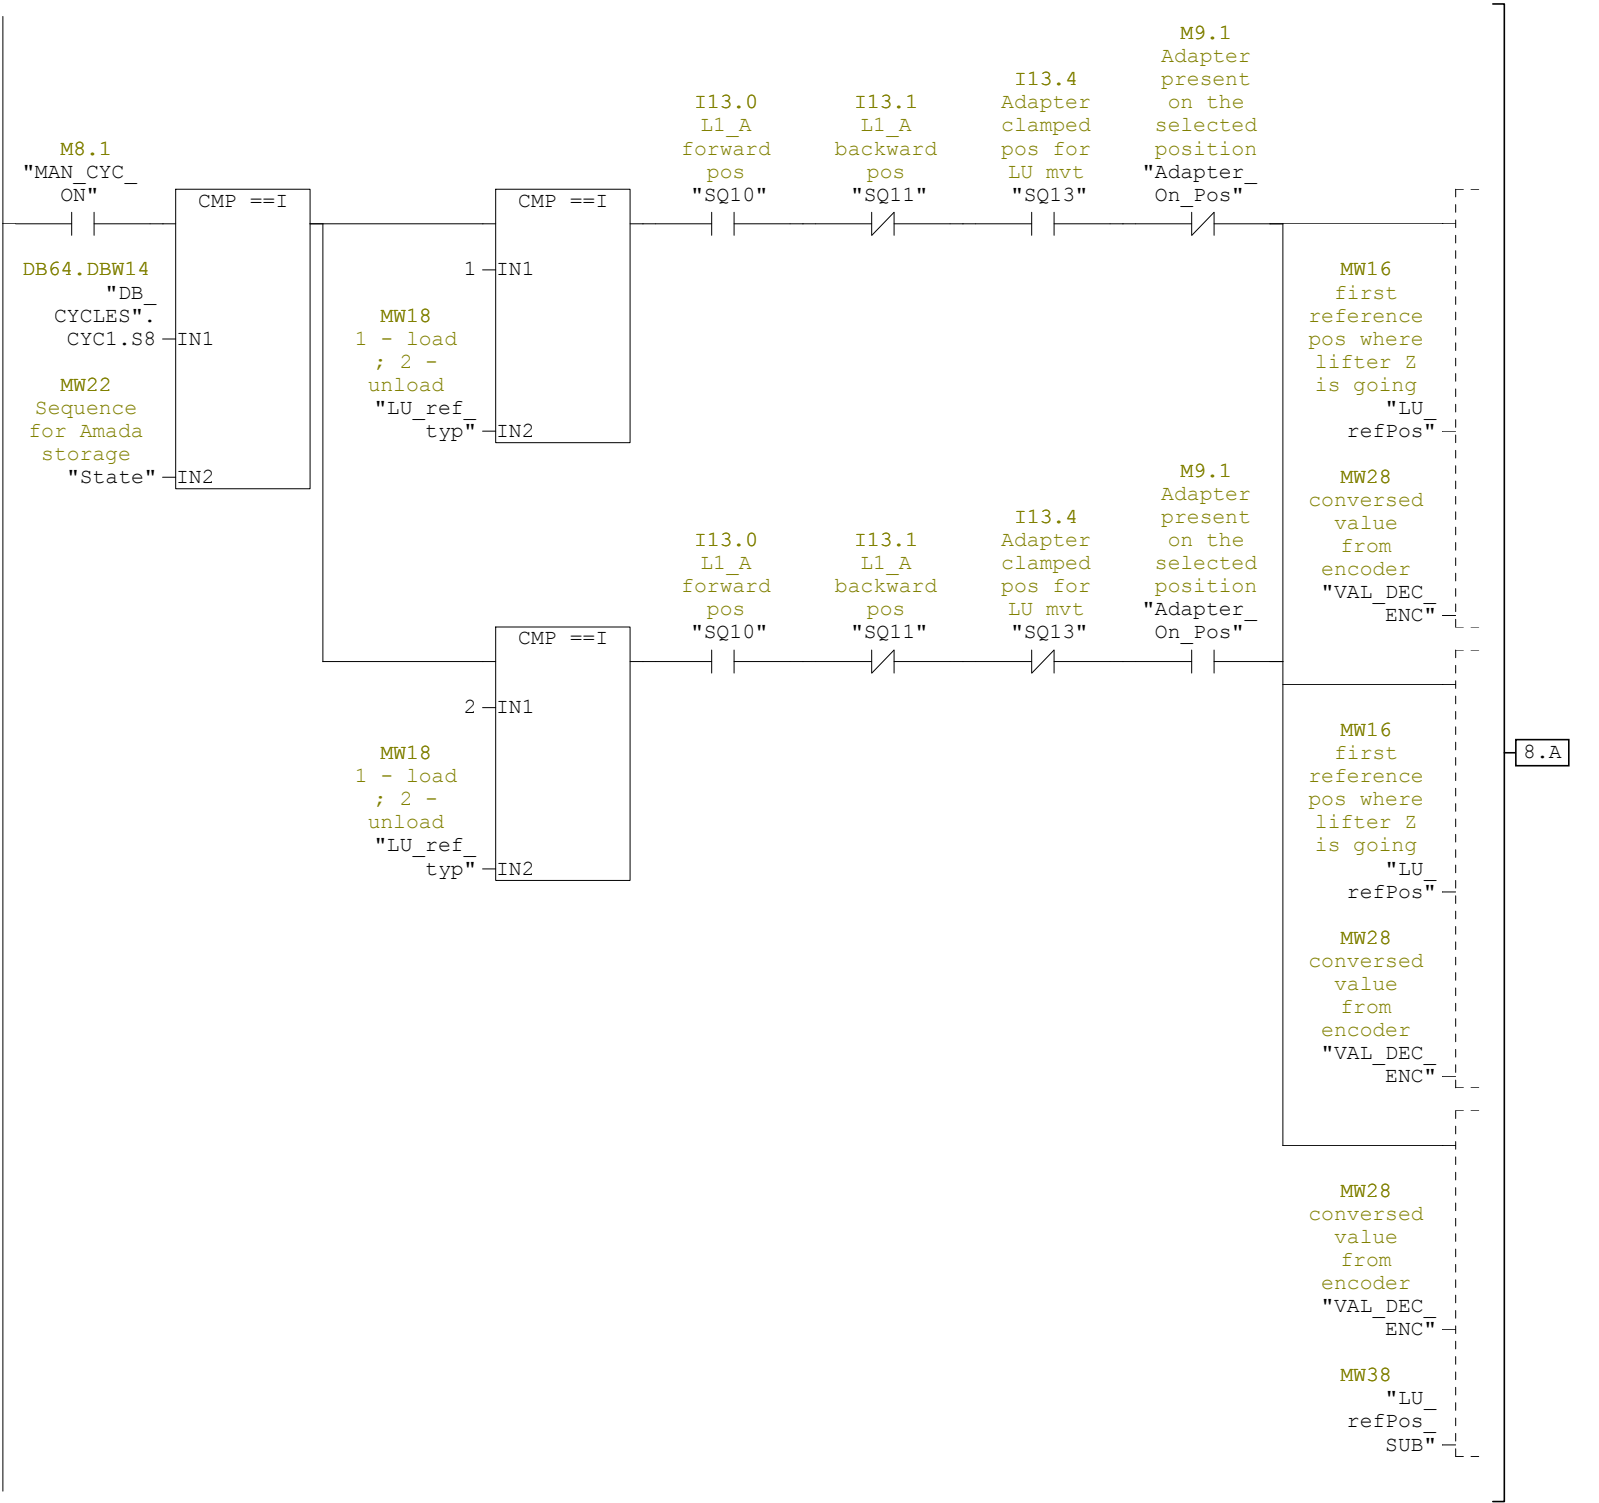 M8.1
"MAN_CYC_
ON"
CMP ==I
DB64.DBW14
"DB_
CYCLES".
CYC1.S8
IN1
MW22
Sequence
for Amada
storage
"State"
IN2
CMP ==I
1
IN1
MW18
1 - load
; 2 -
unload
"LU_ref_
typ"
IN2
I13.0
L1_A
forward
pos
"SQ10"
I13.1
L1_A
backward
pos
"SQ11"
I13.4
Adapter
clamped
pos for
LU mvt
"SQ13"
M9.1
Adapter
present
on the
selected
position
"Adapter_
On_Pos"
MW16
first
reference
pos where
lifter Z
is going
"LU_
refPos"
MW28
conversed
value
from
encoder
"VAL_DEC_
ENC"
CMP ==I
2
IN1
MW18
1 - load
; 2 -
unload
"LU_ref_
typ"
IN2
I13.0
L1_A
forward
pos
"SQ10"
I13.1
L1_A
backward
pos
"SQ11"
I13.4
Adapter
clamped
pos for
LU mvt
"SQ13"
M9.1
Adapter
present
on the
selected
position
"Adapter_
On_Pos"
MW16
first
reference
pos where
lifter Z
is going
"LU_
refPos"
MW28
conversed
value
from
encoder
"VAL_DEC_
ENC"
MW28
conversed
value
from
encoder
"VAL_DEC_
ENC"
MW38
"LU_
refPos_
SUB"
8.A